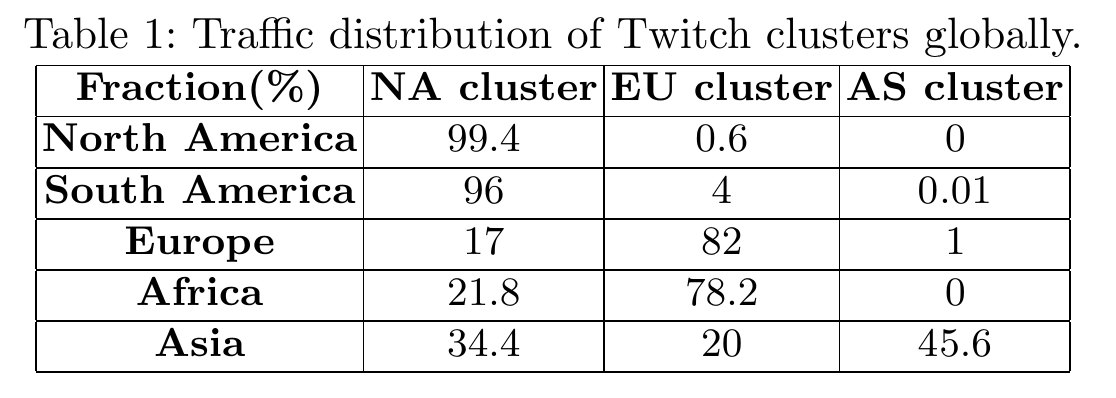 Table 1: Traffic distribution of Twitch clusters globally.
Fraction(%) NA cluster EU cluster AS cluster
North America 99.4 0.6 0
South America 96 4 0.01
Europe 17 82 1
Africa 21.8 78.2 0
Asia 34.4 20 45.6